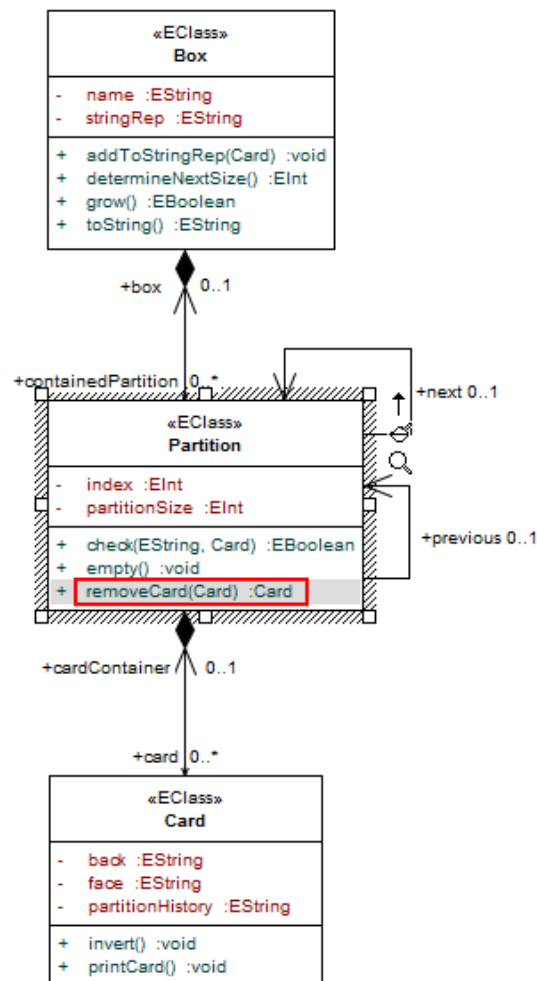 «EClass»
Box
- name :EString
- stringRep :EString
+ addToStringRep(Card) :void
+ determineNextSize() :EInt
+ grow() :EBoolean
+ toString() :EString
+box 0..1
+containedPartition 0..*
+next 0..1
«EClass»
Partition
- index :EInt
- partitionSize :EInt
+ check(EString, Card) :EBoolean
+previous 0..1
+ empty() :void
+ removeCard(Card) :Card
+cardContainer 0..1
+card 0..*
«EClass»
Card
- back :EString
- face :EString
- partitionHistory :EString
+ invert() :void
+ printCard() :void